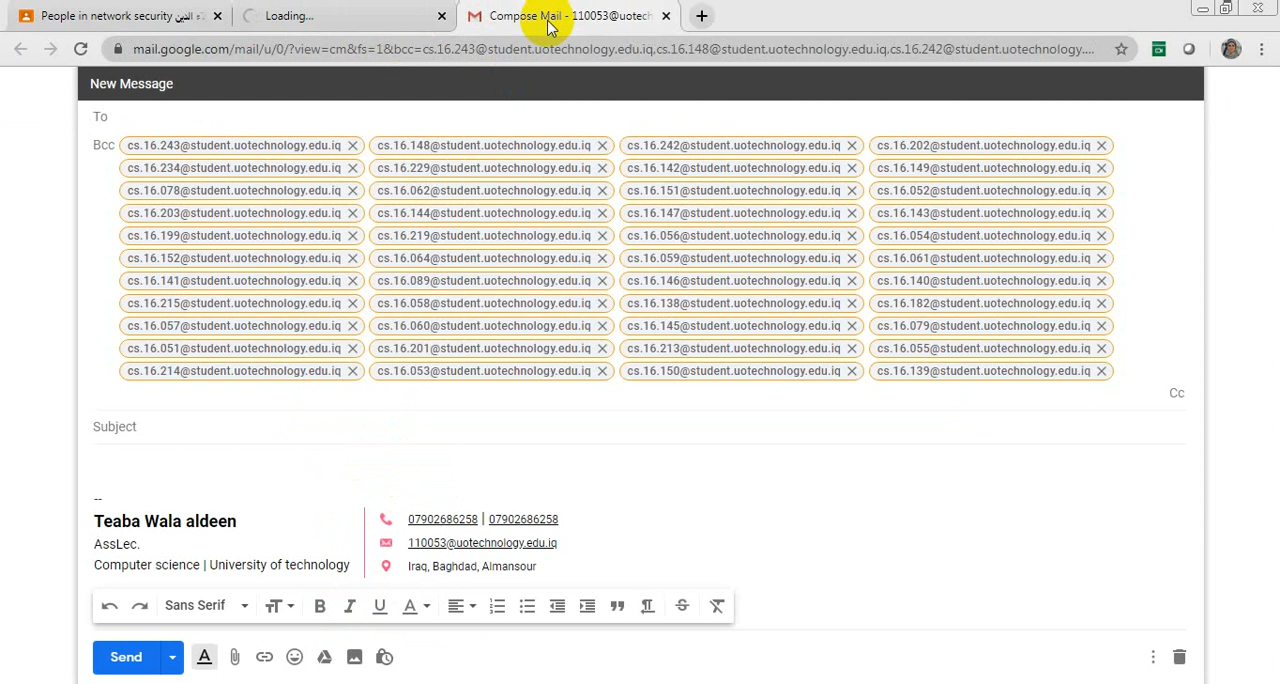 People in network security ء الدين
Loading...
Compose Mail - 110053@uotech
mail.google.com/mail/u/0/?view=cm&fs=1&bcc=cs.16.243@student.uotechnology.edu.iq,cs.16.148@student.uotechnology.edu.iq,cs.16.242@student.uotechnology....
New Message
To
Bcc cs.16.243@student.uotechnology.edu.iq cs.16.148@student.uotechnology.edu.iq cs.16.242@student.uotechnology.edu.iq cs.16.202@student.uotechnology.edu.iq
cs.16.234@student.uotechnology.edu.iq cs.16.229@student.uotechnology.edu.iq cs.16.142@student.uotechnology.edu.iq cs.16.149@student.uotechnology.edu.iq
cs.16.078@student.uotechnology.edu.iq cs.16.062@student.uotechnology.edu.iq cs.16.151@student.uotechnology.edu.iq cs.16.052@student.uotechnology.edu.iq
cs.16.203@student.uotechnology.edu.iq cs.16.144@student.uotechnology.edu.iq cs.16.147@student.uotechnology.edu.iq cs.16.143@student.uotechnology.edu.iq
cs.16.199@student.uotechnology.edu.iq cs.16.219@student.uotechnology.edu.iq cs.16.056@student.uotechnology.edu.iq cs.16.054@student.uotechnology.edu.iq
cs.16.152@student.uotechnology.edu.iq cs.16.064@student.uotechnology.edu.iq cs.16.059@student.uotechnology.edu.iq cs.16.061@student.uotechnology.edu.iq
cs.16.141@student.uotechnology.edu.iq cs.16.089@student.uotechnology.edu.iq cs.16.146@student.uotechnology.edu.iq cs.16.140@student.uotechnology.edu.iq
cs.16.215@student.uotechnology.edu.iq cs.16.058@student.uotechnology.edu.iq cs.16.138@student.uotechnology.edu.iq cs.16.182@student.uotechnology.edu.iq
cs.16.057@student.uotechnology.edu.iq cs.16.060@student.uotechnology.edu.iq cs.16.145@student.uotechnology.edu.iq cs.16.079@student.uotechnology.edu.iq
cs.16.051@student.uotechnology.edu.iq cs.16.201@student.uotechnology.edu.iq cs.16.213@student.uotechnology.edu.iq cs.16.055@student.uotechnology.edu.iq
cs.16.214@student.uotechnology.edu.iq cs.16.053@student.uotechnology.edu.iq cs.16.150@student.uotechnology.edu.iq cs.16.139@student.uotechnology.edu.iq
Cc
Subject
--
Teaba Wala aldeen
AssLec.
Computer science | University of technology
07902686258 | 07902686258
110053@uotechnology.edu.iq
Iraq, Baghdad, Almansour
Sans Serif
Send